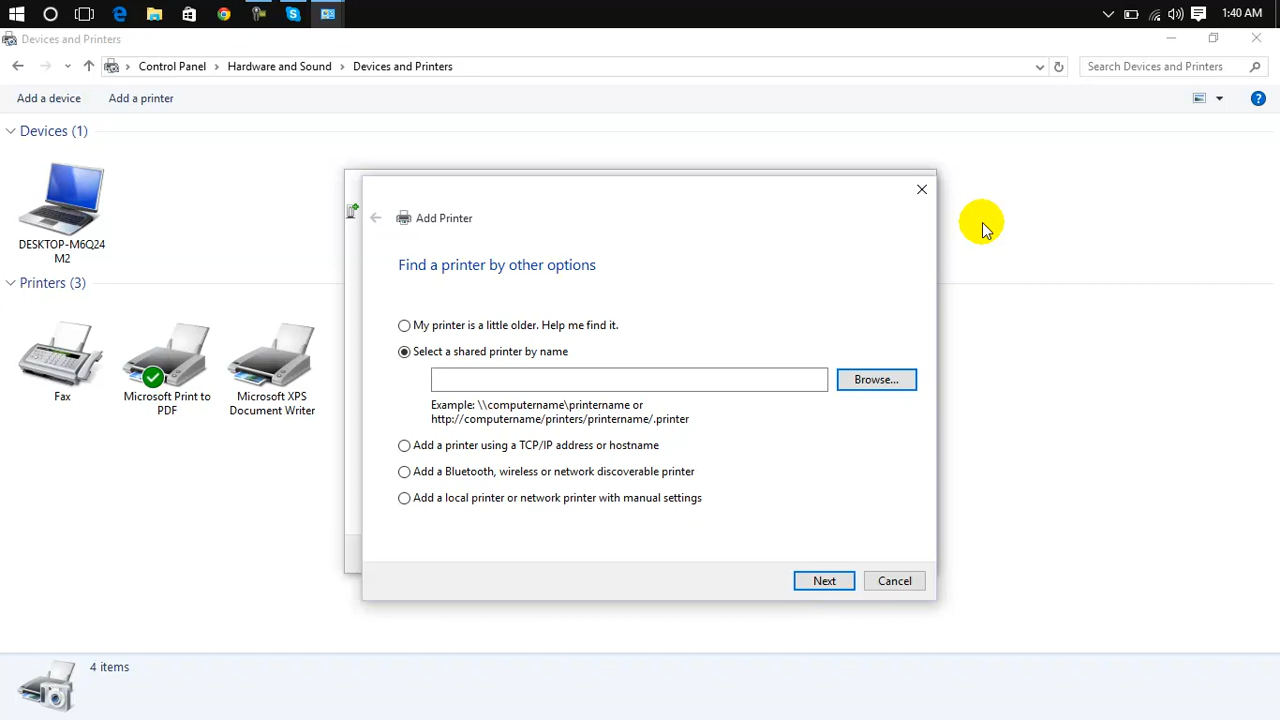 1:40 AM
Devices and Printers
Control Panel > Hardware and Sound > Devices and Printers
Search Devices and Printers
Add a device
Add a printer
Devices (1)
DESKTOP-M6Q24
M2
Printers (3)
Fax
Microsoft Print to
PDF
Microsoft XPS
Document Writer
Add Printer
Find a printer by other options
My printer is a little older. Help me find it.
Select a shared printer by name
Browse...
Example: \\computername\printername or
http://computername/printers/printername/.printer
Add a printer using a TCP/IP address or hostname
Add a Bluetooth, wireless or network discoverable printer
Add a local printer or network printer with manual settings
Next
Cancel
4 items